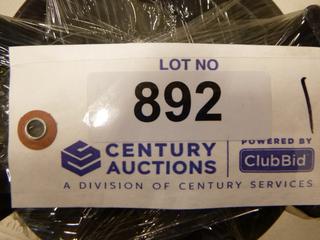 LOT NO
892
CENTURY AUCTIONS
POWERED BY
ClubBid
A DIVISION OF CENTURY SERVICES